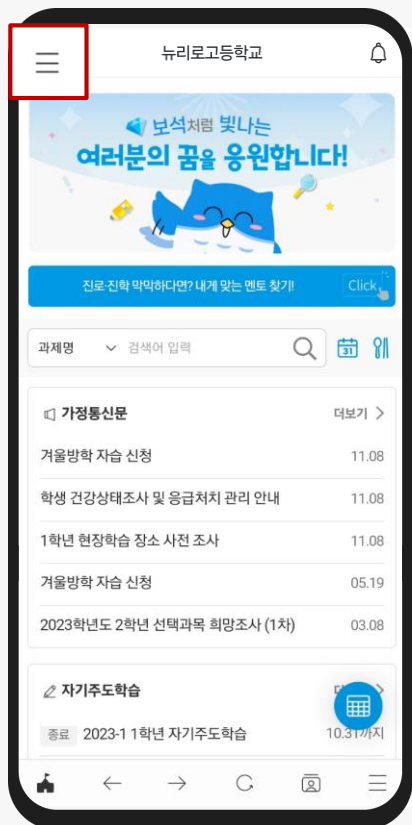 뉴리로고등학교
보석처럼 빛나는
여러분의 꿈을 응원합니다!
진로·진학 막막하다면? 내게 맞는 멘토 찾기! Click
과제명 검색어 입력 31
가정통신문 더보기
겨울방학 자습 신청 11.08
학생 건강상태조사 및 응급처치 관리 안내 11.08
1학년 현장학습 장소 사전 조사 11.08
겨울방학 자습 신청 05.19
2023학년도 2학년 선택과목 희망조사 (1차) 03.08
자기주도학습
종료 2023-1 1학년 자기주도학습 10.31까지